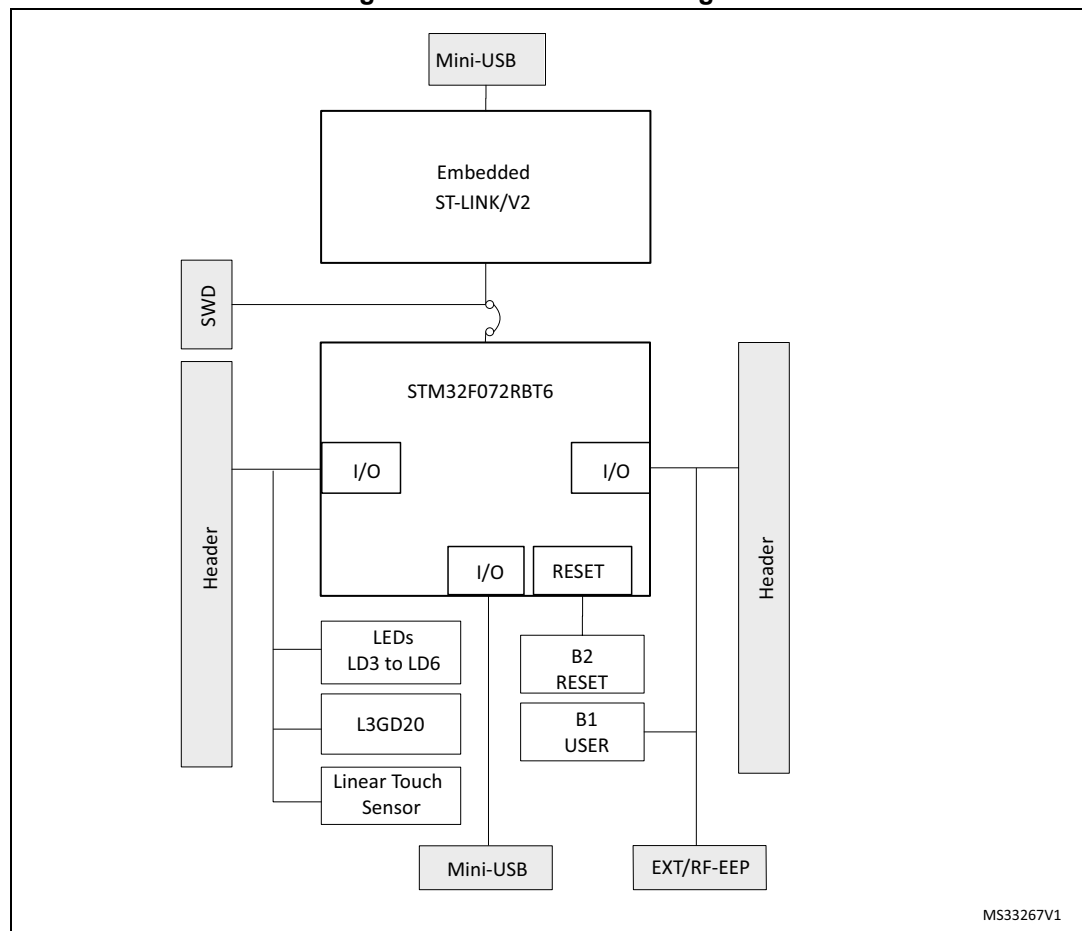 Mini-USB
Embedded
ST-LINK/V2
SWD
STM32F072RBT6
I/O
I/O
Header
Header
I/O
RESET
LEDs
LD3 to LD6
B2
RESET
L3GD20
B1
USER
Linear Touch
Sensor
Mini-USB
EXT/RF-EEP
MS33267V1